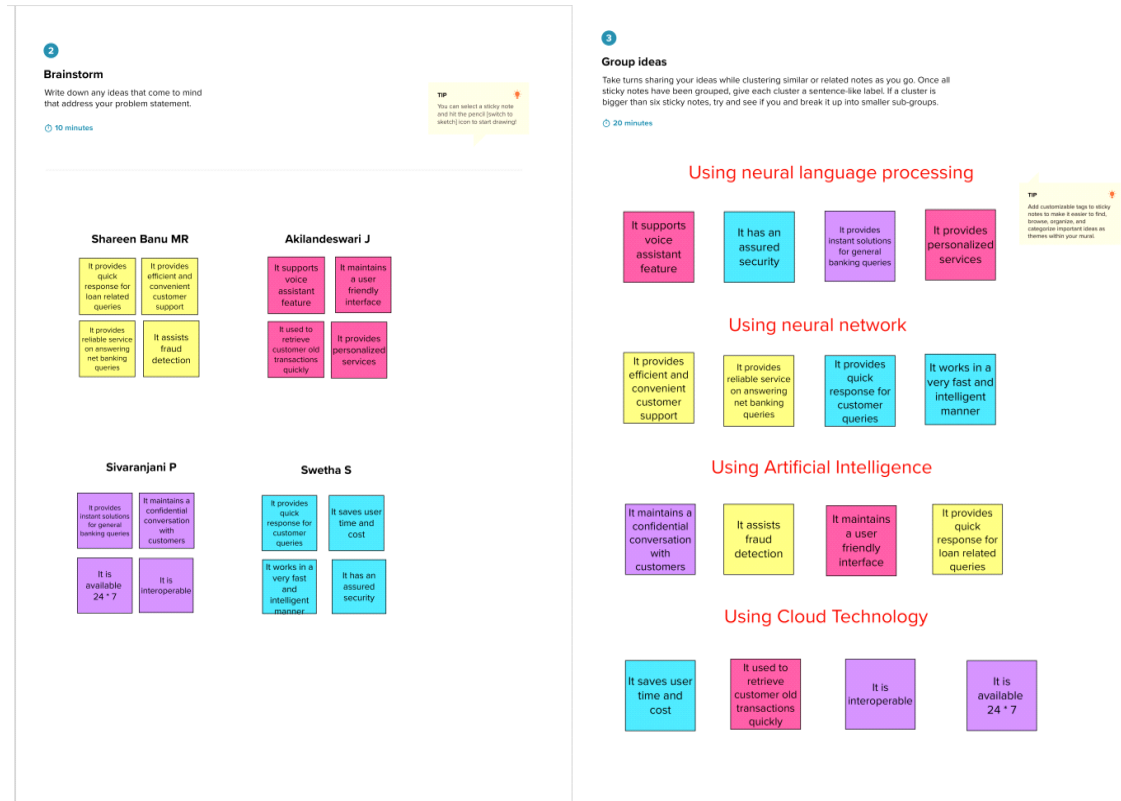 2
Brainstorm
Write down any ideas that come to mind
that address your problem statement.
10 minutes
TIP
You can select a sticky note
and hit the pencil [switch to
sketch] icon to start drawing!
Shareen Banu MR
It provides
quick
response for
loan related
queries
It provides
efficient and
convenient
customer
support
It provides
reliable service
on answering
net banking
queries
It assists
fraud
detection
Akilandeswari J
It supports
voice
assistant
feature
It maintains
a user
friendly
interface
It used to
retrieve
customer old
transactions
quickly
It provides
personalized
services
Sivaranjani P
It provides
instant solutions
for general
banking queries
It maintains a
confidential
conversation
with
customers
It is
available
24 * 7
It is
interoperable
Swetha S
It provides
quick
response for
customer
queries
It saves user
time and
cost
It works in a
very fast
and
intelligent
manner
It has an
assured
security
3
Group ideas
Take turns sharing your ideas while clustering similar or related notes as you go. Once all
sticky notes have been grouped, give each cluster a sentence-like label. If a cluster is
bigger than six sticky notes, try and see if you and break it up into smaller sub-groups.
20 minutes
TIP
Add customizable tags to sticky
notes to make it easier to find,
browse, organize, and
categorize important ideas as
themes within your mural.
Using neural language processing
It supports
voice
assistant
feature
It has an
assured
security
It provides
instant solutions
for general
banking queries
It provides
personalized
services
Using neural network
It provides
efficient and
convenient
customer
support
It provides
reliable service
on answering
net banking
queries
It provides
quick
response for
customer
queries
It works in a
very fast and
intelligent
manner
Using Artificial Intelligence
It maintains a
confidential
conversation
with
customers
It assists
fraud
detection
It maintains
a user
friendly
interface
It provides
quick
response for
loan related
queries
Using Cloud Technology
It saves user
time and
cost
It used to
retrieve
customer old
transactions
quickly
It is
interoperable
It is
available
24 * 7